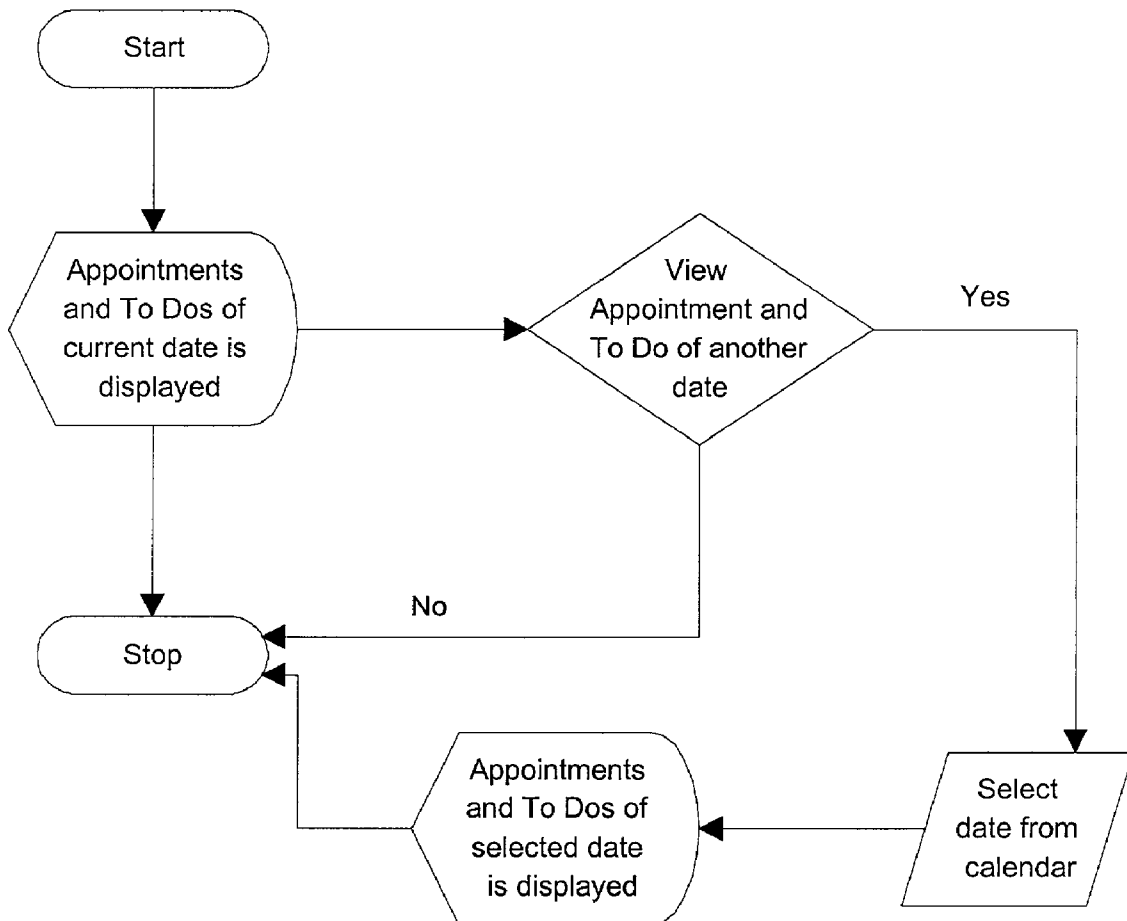 Start
Appointments
and To Dos of
current date is
displayed
View
Appointment and
To Do of another
date
Yes
No
Stop
Appointments
and To Dos of
selected date
is displayed
Select
date from
calendar